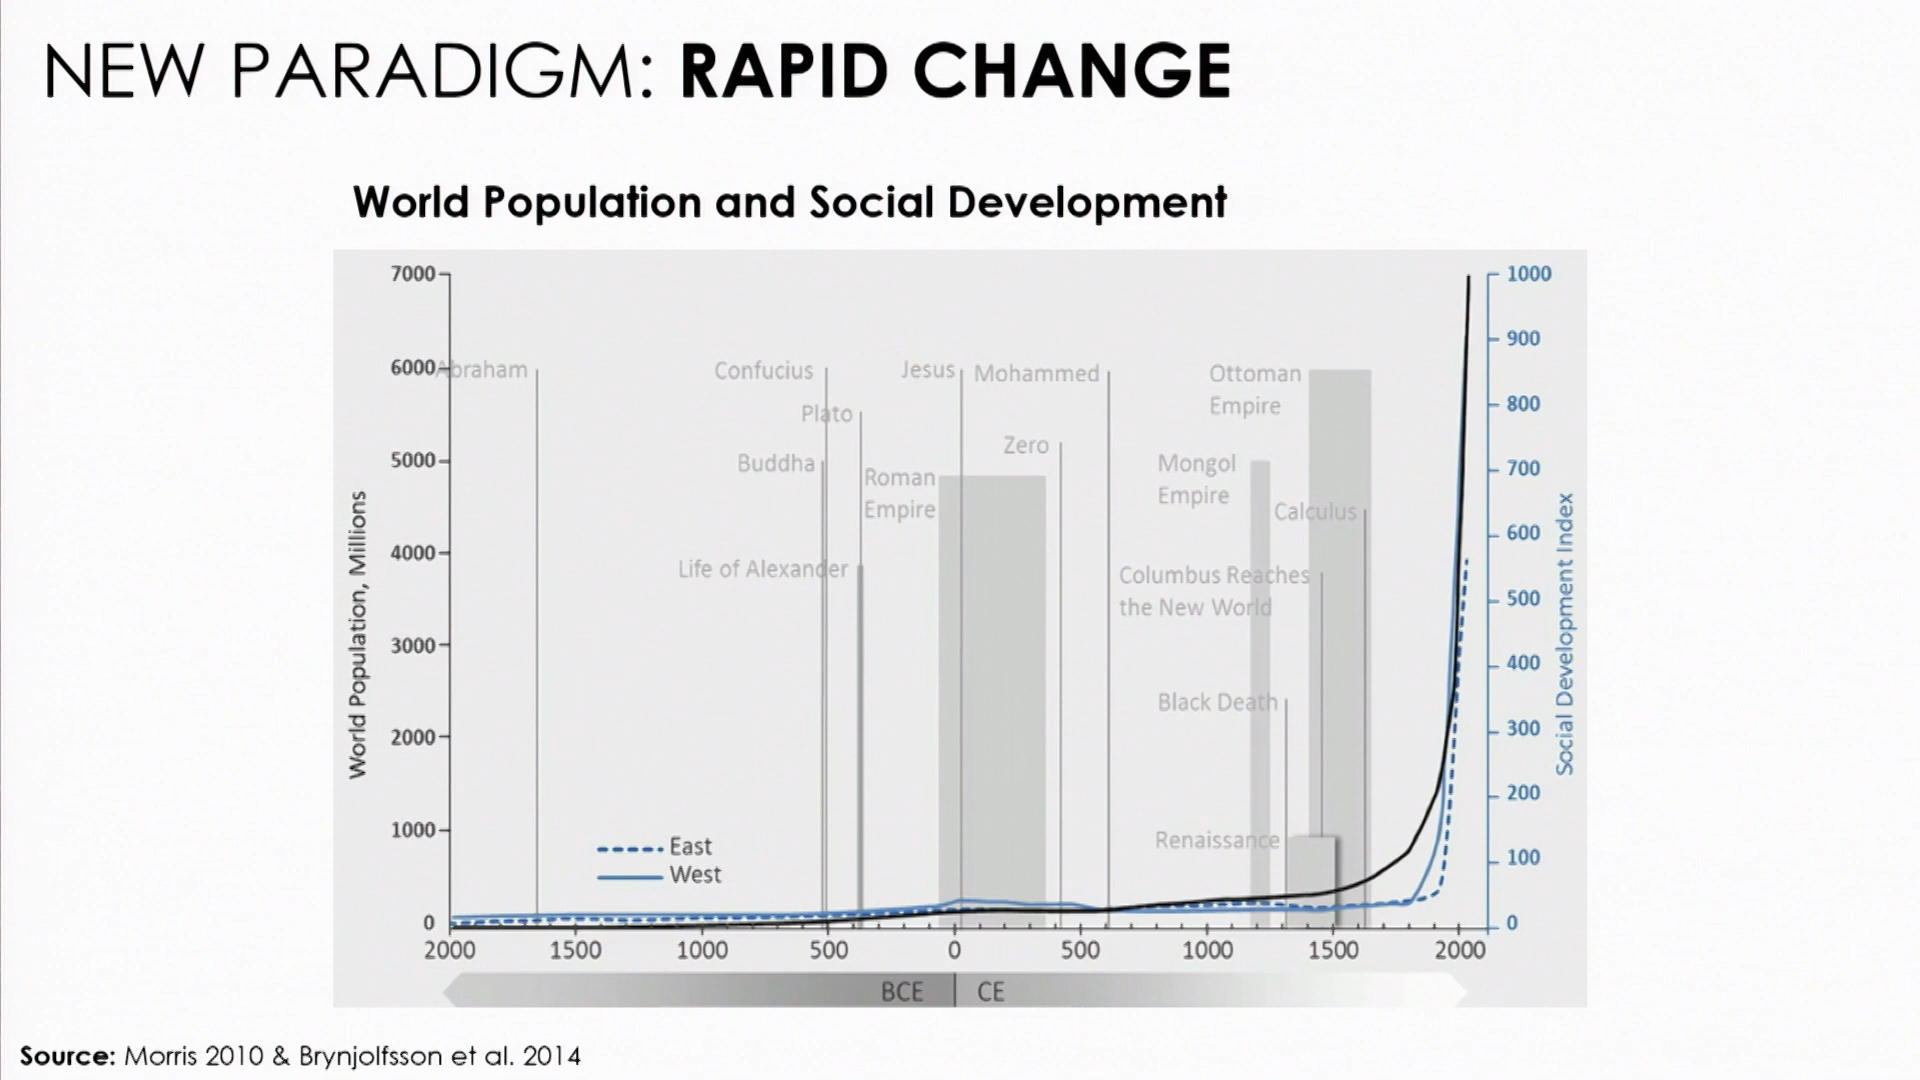 NEW PARADIGM: RAPID CHANGE
World Population and Social Development
7000
6000
5000
4000
3000
2000
1000
0
World Population, Millions
1000
900
800
700
600
500
400
300
200
100
0
Social Development Index
Abraham
Confucius
Jesus
Mohammed
Ottoman
Empire
Plato
Zero
Buddha
Roman
Empire
Mongol
Empire
Calculus
Life of Alexander
Columbus Reaches
the New World
Black Death
Renaissance
East
West
2000 1500 1000 500 0 500 1000 1500 2000
BCE CE
Source: Morris 2010 & Brynjolfsson et al. 2014